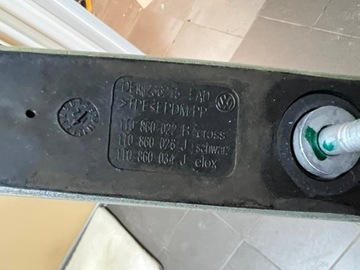 >TPE<EPDM-PP
1T0 860 022 B cross
1T0 860 026 J schwarz
1T0 860 034 J elox